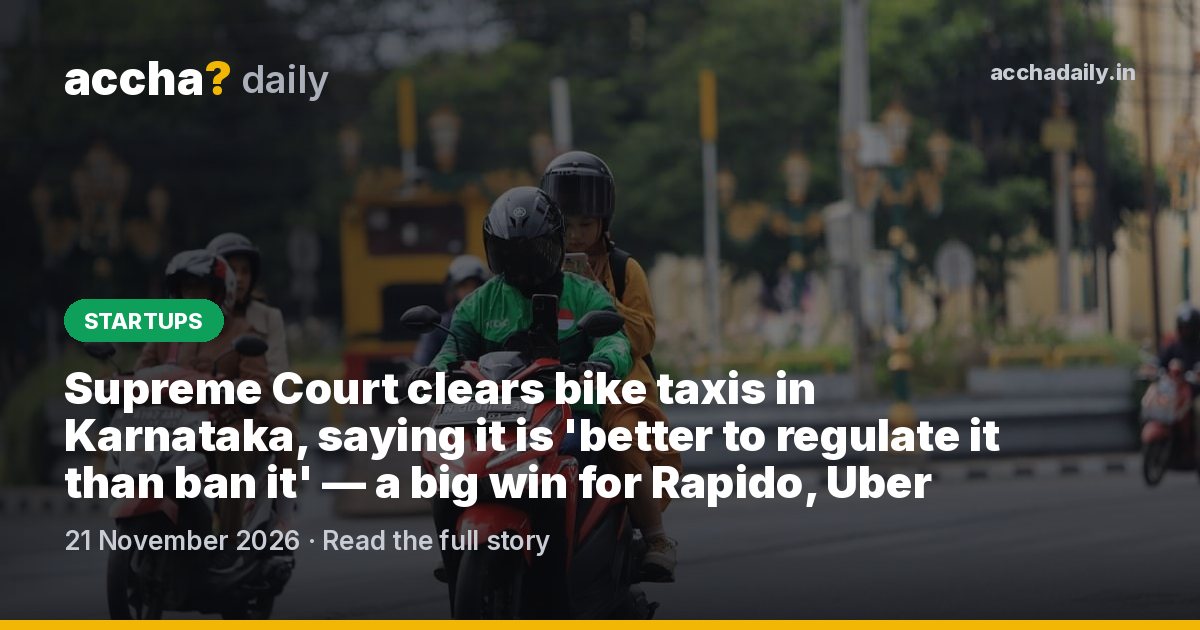 accha? daily
acchadaily.in
STARTUPS
Supreme Court clears bike taxis in
Karnataka, saying it is 'better to regulate it
than ban it' — a big win for Rapido, Uber
21 November 2026 · Read the full story